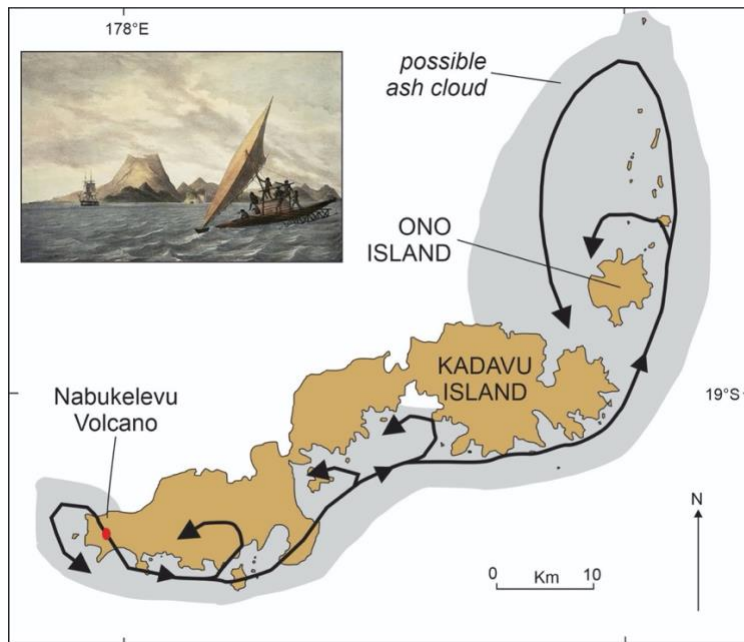 178°E
possible
ash cloud
ONO
ISLAND
KADAVU
ISLAND
Nabukelevu
Volcano
19°S
N
0 Km 10